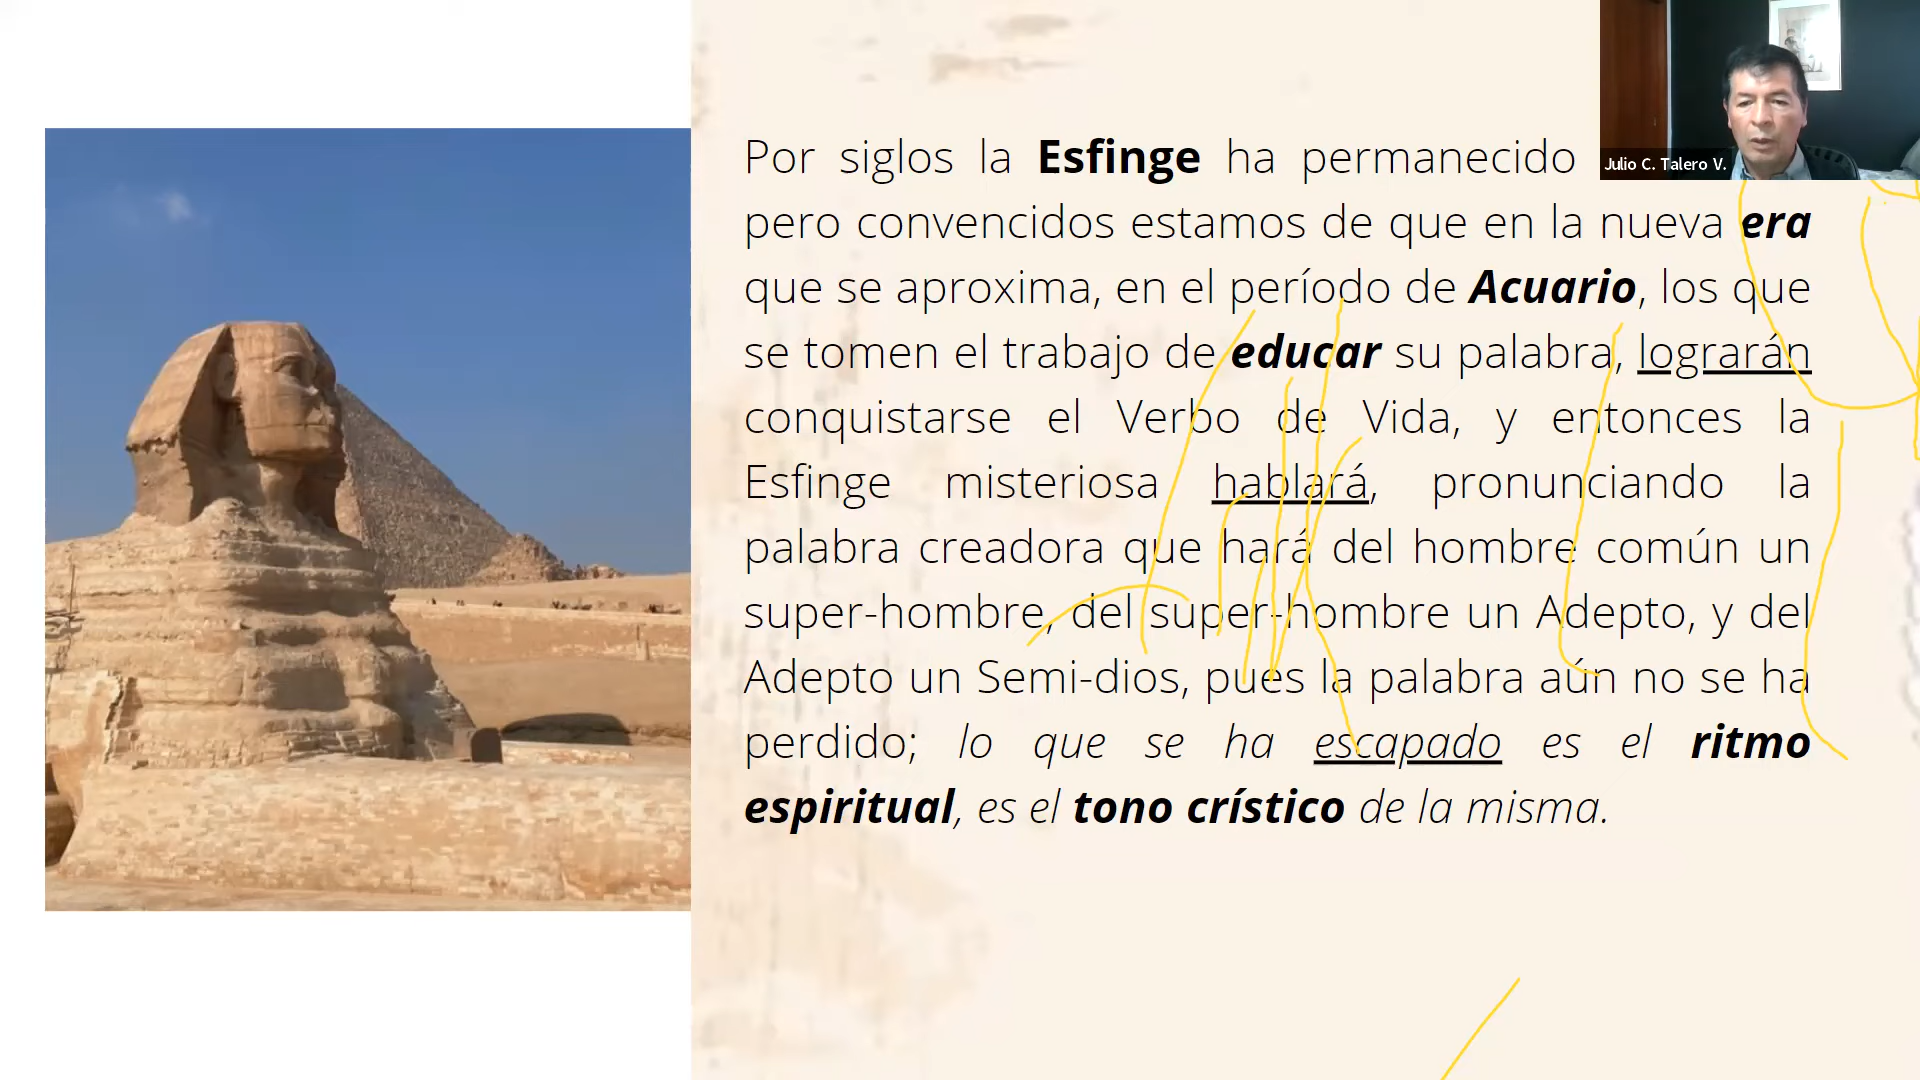 Por siglos la Esfinge ha permanecido
Julio C. Talero V.
pero convencidos estamos de que en la nueva era
que se aproxima, en el período de Acuario, los que
se tomen el trabajo de educar su palabra, lograrán
conquistarse el Verbo de Vida, y entonces la
Esfinge misteriosa hablará, pronunciando la
palabra creadora que hará del hombre común un
super-hombre, del super-hombre un Adepto, y del
Adepto un Semi-dios, pues la palabra aún no se ha
perdido; lo que se ha escapado es el ritmo
espiritual, es el tono crístico de la misma.